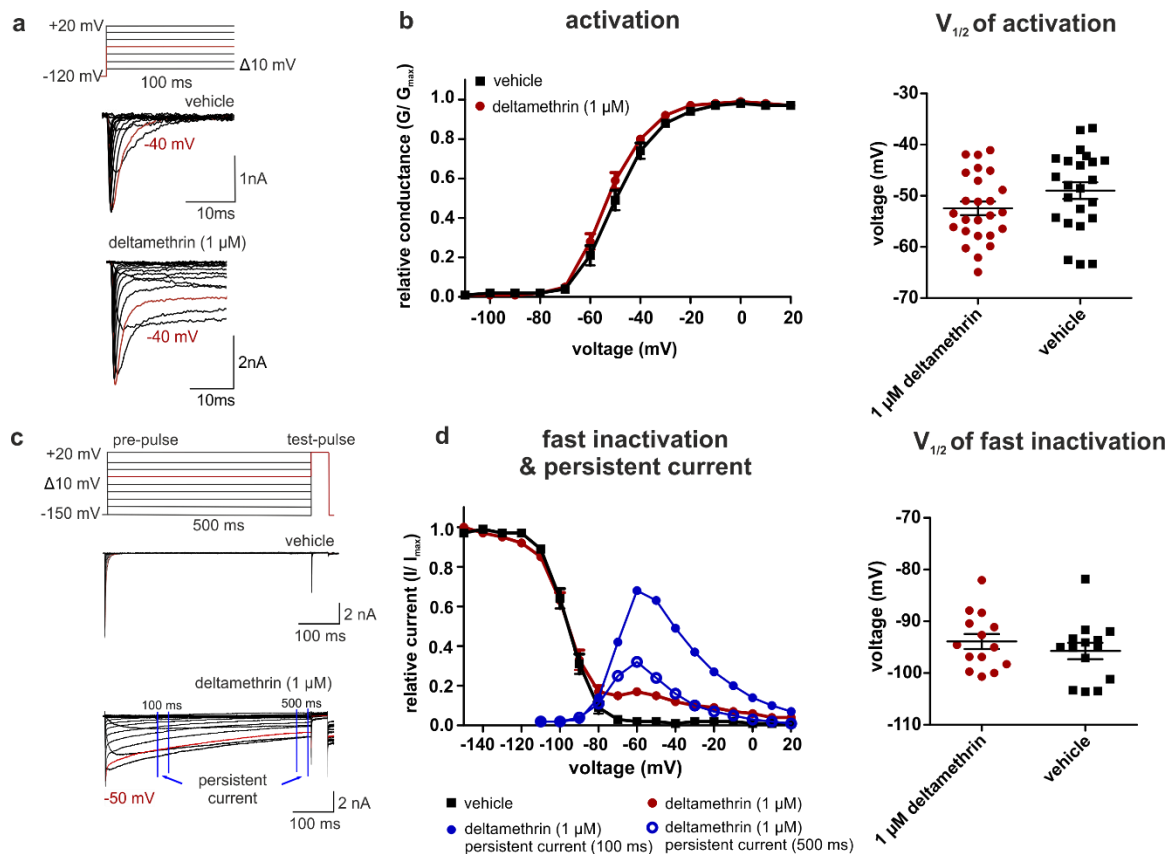 a
+20 mV
-120 mV
Δ10 mV
100 ms
vehicle
-40 mV
1nA
10ms
deltamethrin (1 µM)
-40 mV
2nA
10ms
b
activation
relative conductance (G/ Gmax)
1.0
0.8
0.6
0.4
0.2
0.0
vehicle
deltamethrin (1 µM)
-100 -80 -60 -40 -20 0 20
voltage (mV)
V1/2 of activation
voltage (mV)
-30
-40
-50
-60
-70
1 µM deltamethrin
vehicle
c
pre-pulse test-pulse
+20 mV
Δ10 mV
-150 mV
500 ms
vehicle
2 nA
100 ms
deltamethrin (1 µM)
100 ms 500 ms
persistent
current
-50 mV
2 nA
100 ms
d
fast inactivation
& persistent current
relative current (I/ Imax)
1.0
0.8
0.6
0.4
0.2
0.0
-140 -120 -100 -80 -60 -40 -20 0 20
voltage (mV)
vehicle
deltamethrin (1 µM)
deltamethrin (1 µM)
persistent current (100 ms)
deltamethrin (1 µM)
persistent current (500 ms)
V1/2 of fast inactivation
voltage (mV)
-70
-80
-90
-100
-110
1 µM deltamethrin
vehicle